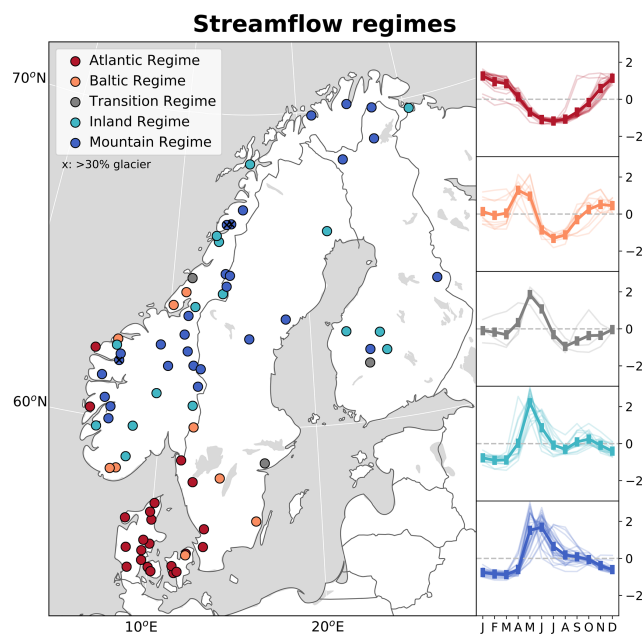 Streamflow regimes
Atlantic Regime
Baltic Regime
Transition Regime
Inland Regime
Mountain Regime
x: >30% glacier
70°N
60°N
10°E
20°E
2
0
−2
2
0
−2
2
0
−2
2
0
−2
2
0
−2
J F M A M J J A S O N D